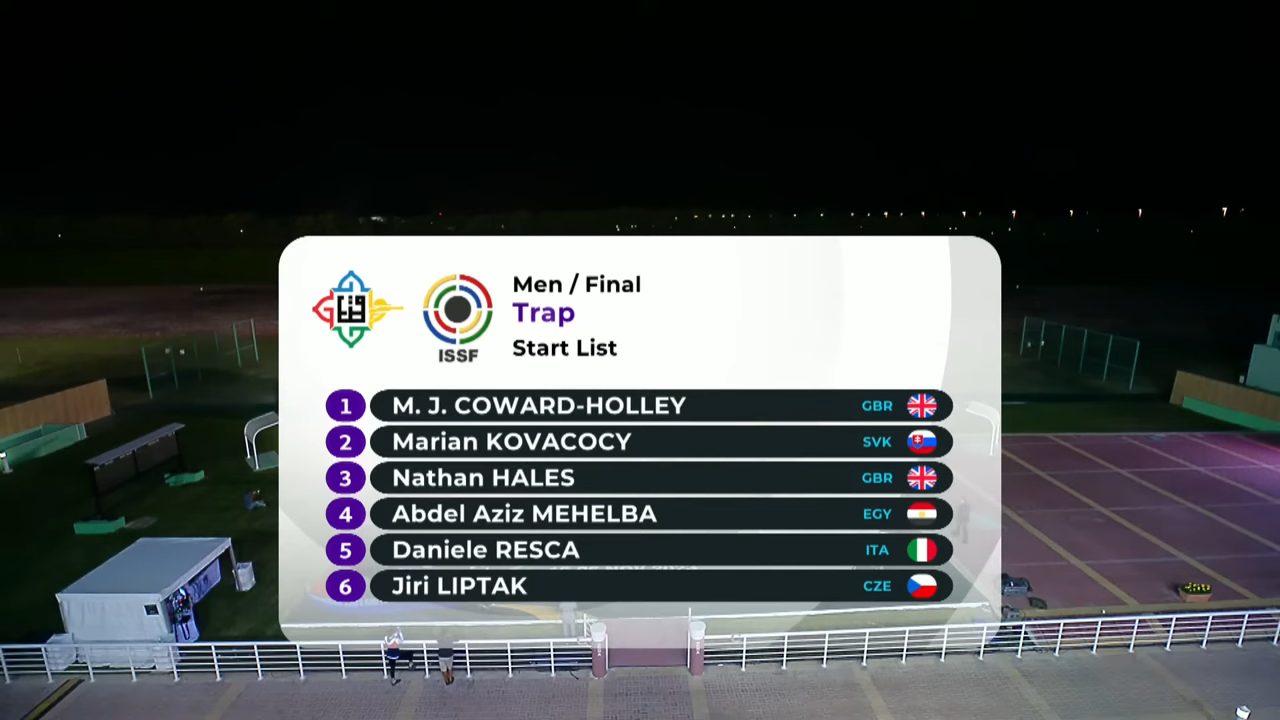 Men / Final
Trap
Start List
ISSF
1 M. J. COWARD-HOLLEY GBR
2 Marian KOVACOCY SVK
3 Nathan HALES GBR
4 Abdel Aziz MEHELBA EGY
5 Daniele RESCA ITA
6 Jiri LIPTAK CZE